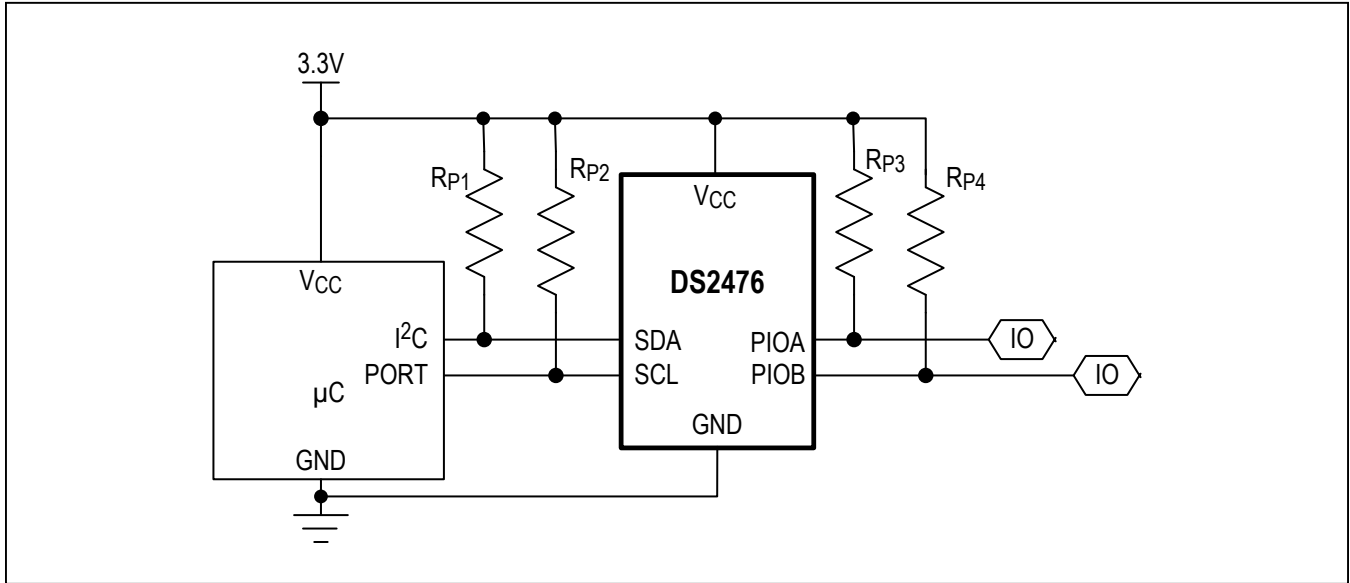 3.3V
RP1
RP2
RP3
RP4
VCC
DS2476
SDA
SCL
PIOA
PIOB
GND
IO
IO
VCC
I²C
PORT
µC
GND